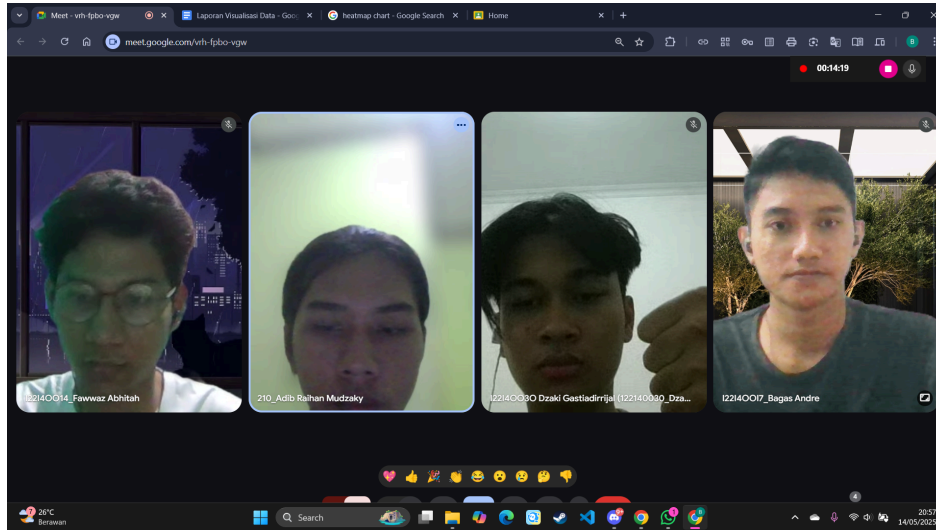 Meet - vrh-fpbo-vgw
Laporan Visualisasi Data - Goo
heatmap chart - Google Search
Home
meet.google.com/vrh-fpbo-vgw
B
00:14:19
122140014_Fawwaz Abhitah
210_Adib Raihan Mudzaky
122140030 Dzaki Gastiadirrijal (122140030_Dza...
122140017_Bagas Andre
4
7
26°C
Berawan
Search
20:57
14/05/2025